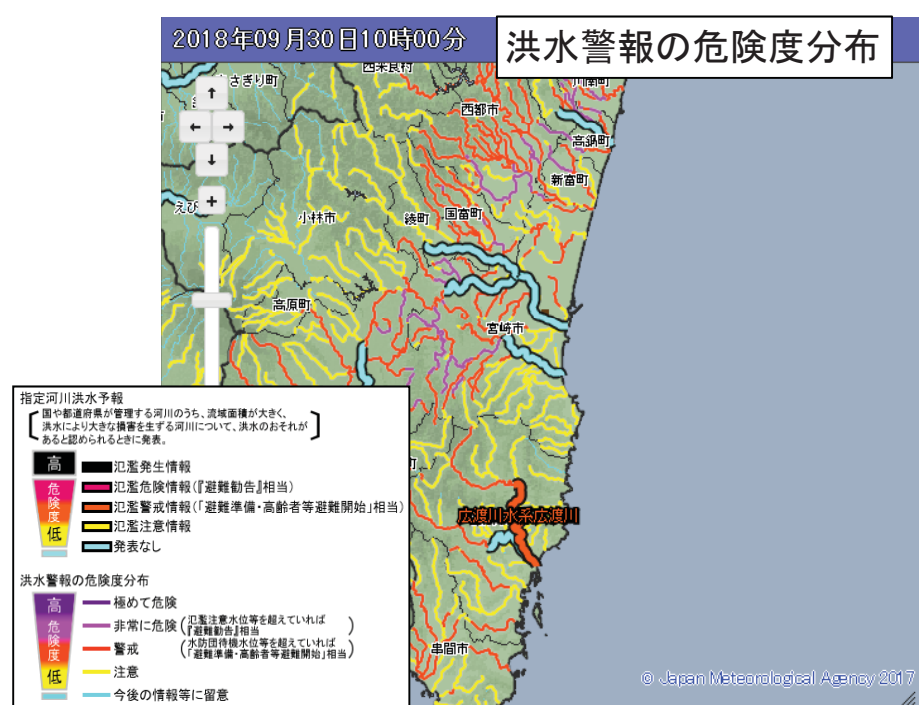 2018年09月30日10時00分
洪水警報の危険度分布
西米良村
さぎり町
川南町
西都市
高鍋町
新富町
えび
小林市
綾町
国富町
高原町
宮崎市
町
広渡川水系広渡川
串間市
指定河川洪水予報
国や都道府県が管理する河川のうち、流域面積が大きく、
洪水により大きな損害を生ずる河川について、洪水のおそれが
あると認められるときに発表。
高
危険度
低
氾濫発生情報
氾濫危険情報(『避難勧告』相当)
氾濫警戒情報(「避難準備・高齢者等避難開始」相当)
氾濫注意情報
発表なし
洪水警報の危険度分布
高
危険度
低
極めて危険
非常に危険(氾濫注意水位等を超えていれば
『避難勧告』相当)
警戒(水防団待機水位等を超えていれば
「避難準備・高齢者等避難開始」相当)
注意
今後の情報等に留意
© Japan Meteorological Agency 2017